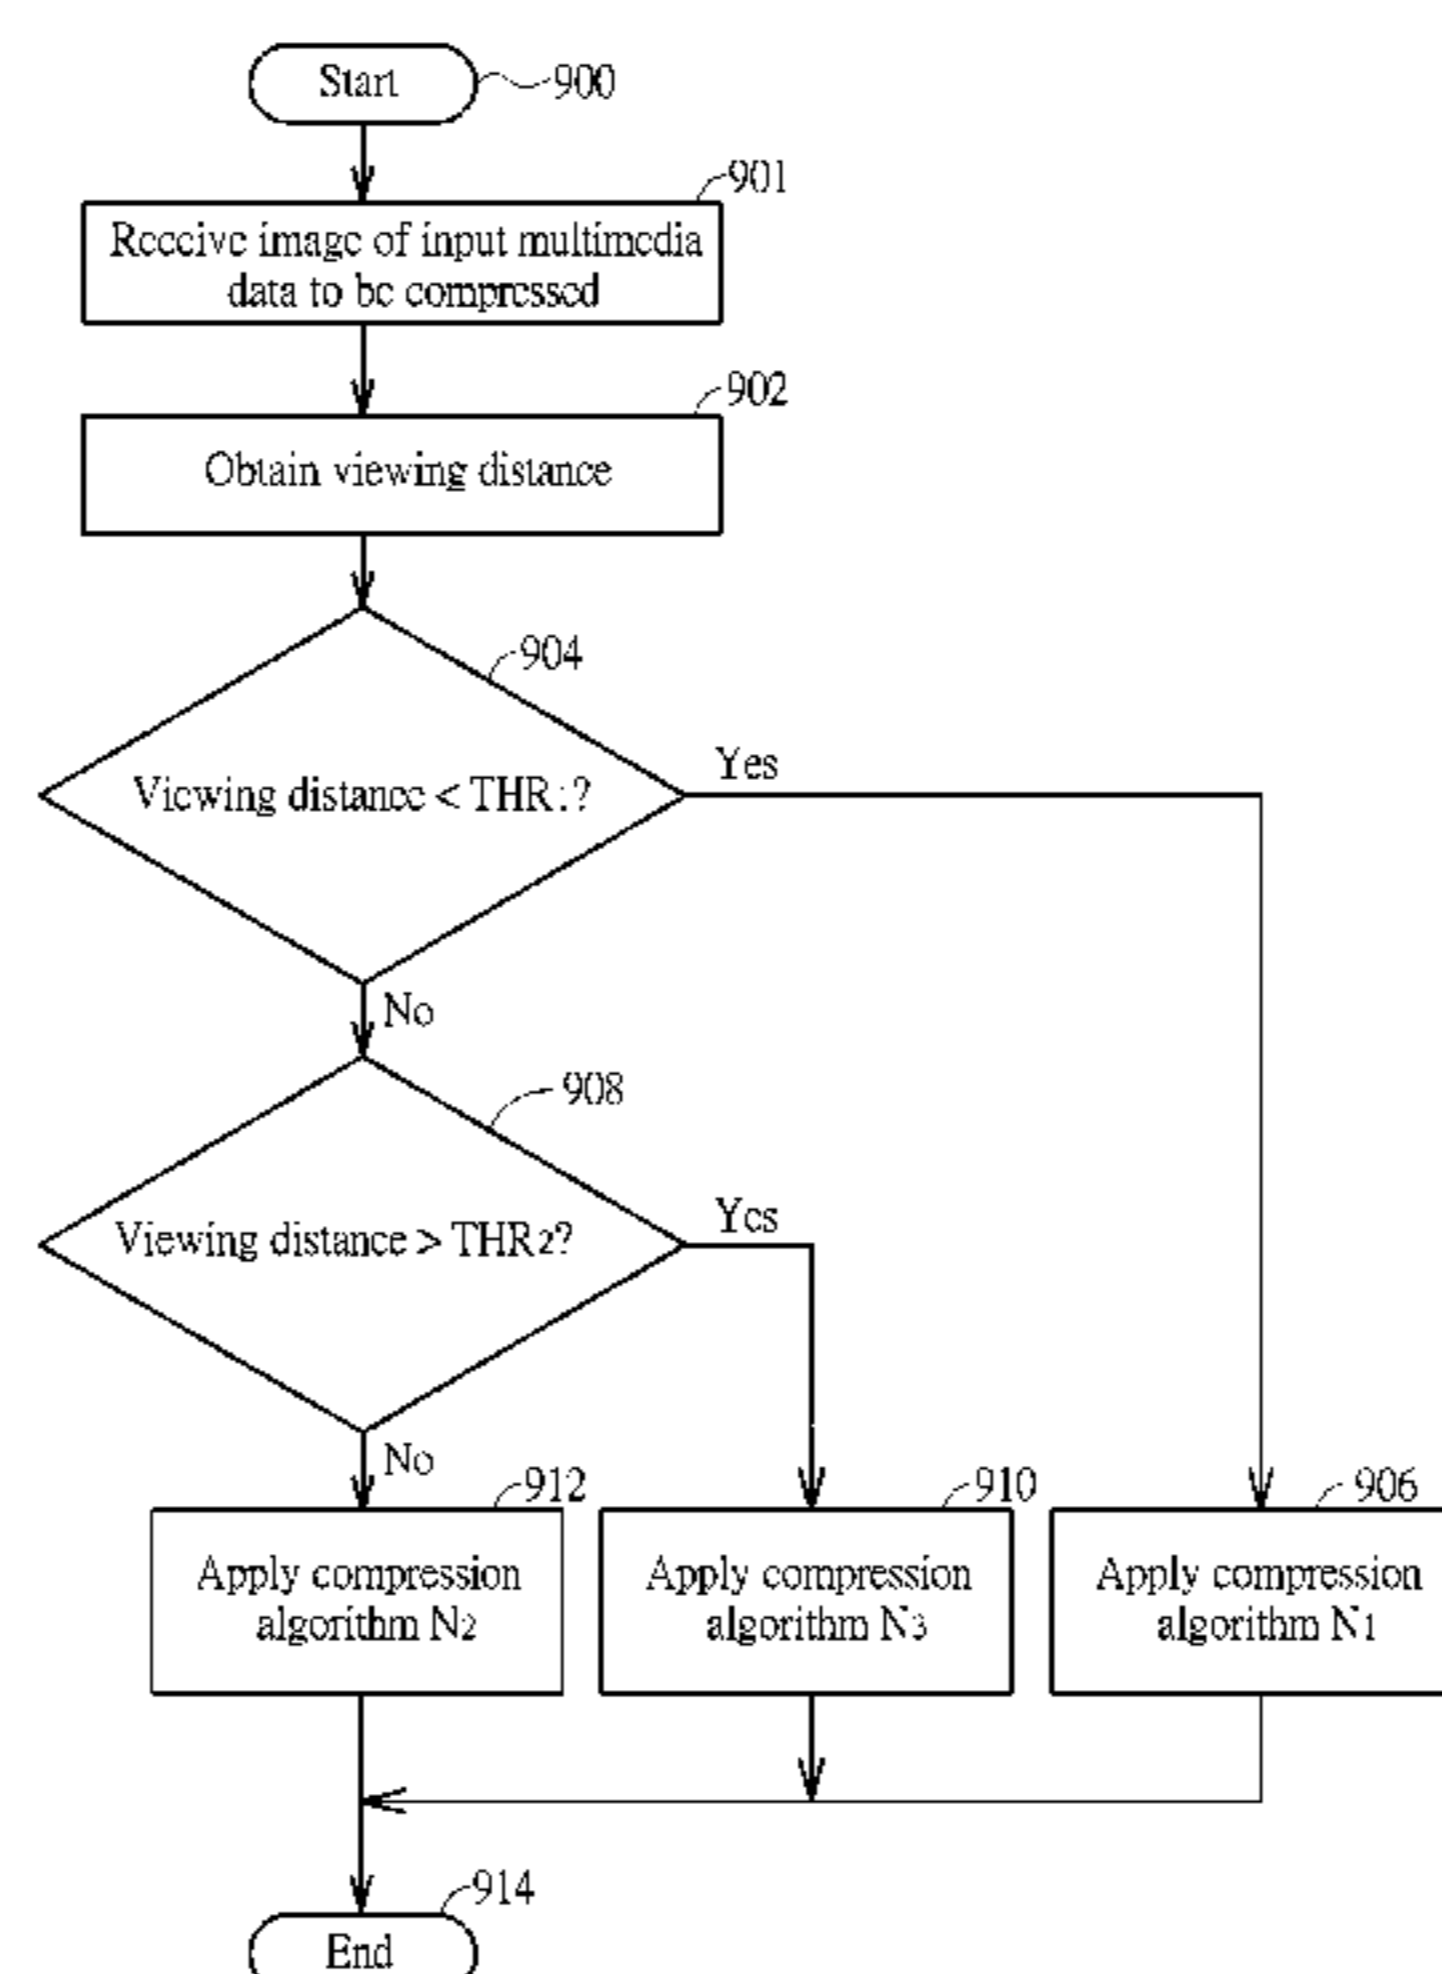 Start
900
901
Receive image of input multimedia
data to be compressed
902
Obtain viewing distance
904
Viewing distance < THR1?
Yes
No
908
Viewing distance > THR2?
Yes
No
912
910
906
Apply compression
algorithm N2
Apply compression
algorithm N3
Apply compression
algorithm N1
914
End